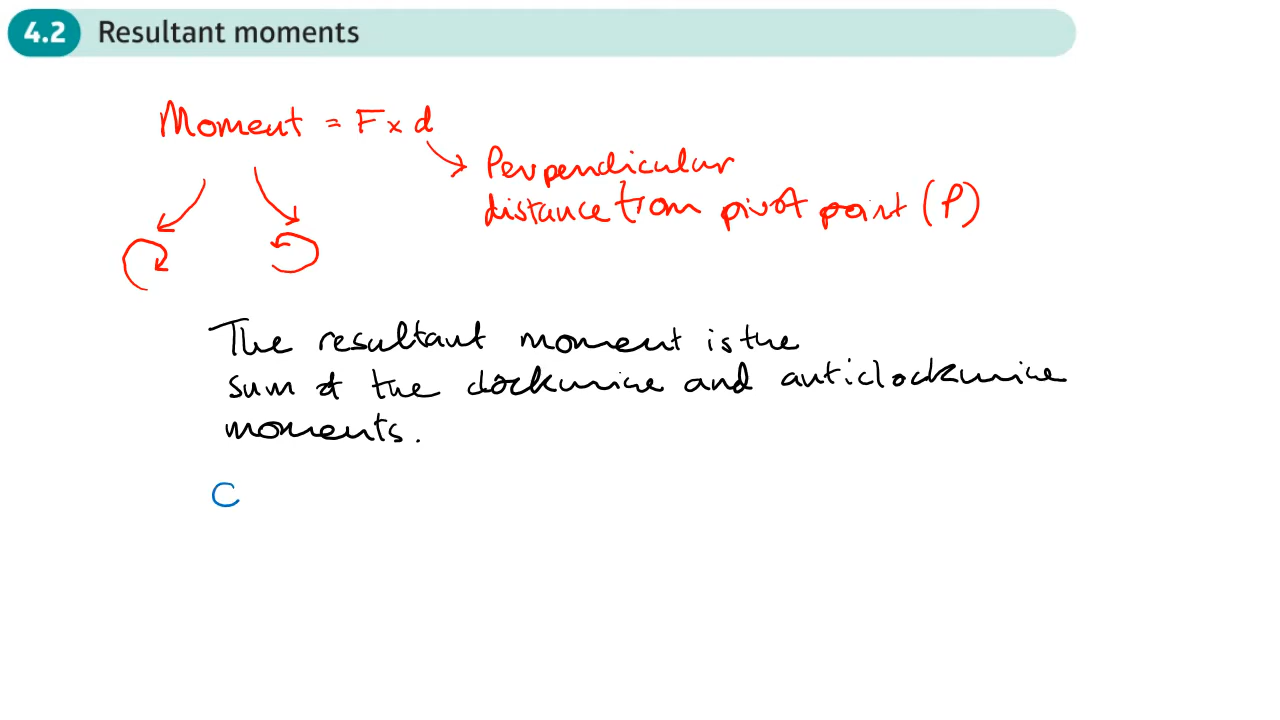 4.2 Resultant moments
Moment = F x d
Perpendicular
distance from pivot point (P)
The resultant moment is the
sum of the clockwise and anticlockwise
moments.
C